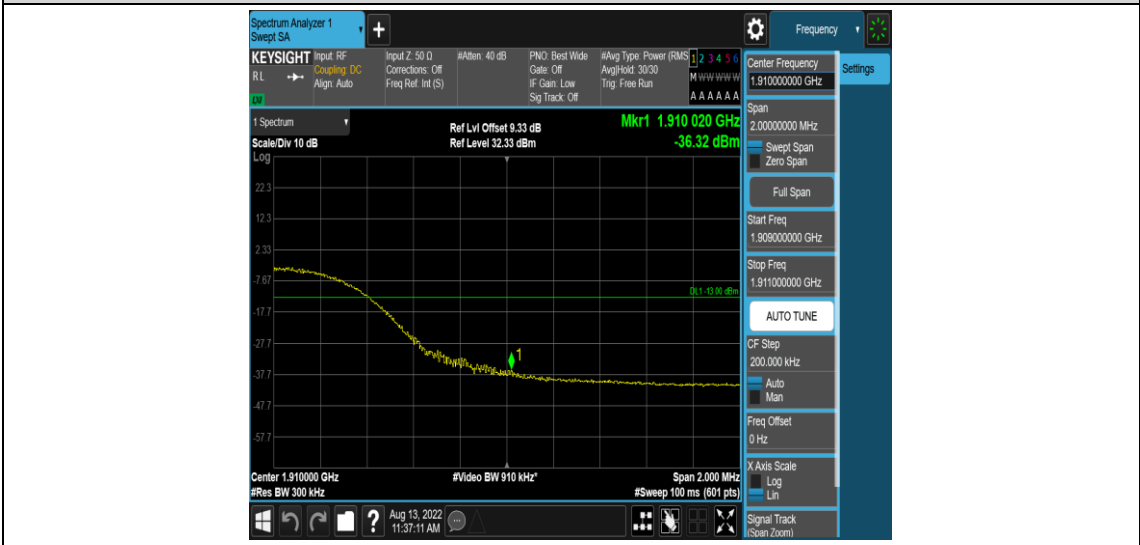 Spectrum Analyzer 1
Swept SA
+
Frequency
KEYSIGHT
RL
LXI
Input: RF
Coupling: DC
Align: Auto
Input Z: 50 Ω
Corrections: Off
Freq Ref: Int (S)
#Atten: 40 dB
PNO: Best Wide
Gate: Off
IF Gain: Low
Sig Track: Off
#Avg Type: Power (RMS
Avg|Hold: 30/30
Trig: Free Run
1 2 3 4 5 6
M W W W W W
A A A A A A
1 Spectrum
Scale/Div 10 dB
Log
Ref Lvl Offset 9.33 dB
Ref Level 32.33 dBm
Mkr1 1.910 020 GHz
-36.32 dBm
22.3
12.3
2.33
-7.67
-17.7
-27.7
-37.7
-47.7
-57.7
DL1 -13.00 dBm
1
Center 1.910000 GHz
#Res BW 300 kHz
#Video BW 910 kHz*
Span 2.000 MHz
#Sweep 100 ms (601 pts)
Center Frequency
1.910000000 GHz
Settings
Span
2.00000000 MHz
Swept Span
Zero Span
Full Span
Start Freq
1.909000000 GHz
Stop Freq
1.911000000 GHz
AUTO TUNE
CF Step
200.000 kHz
Auto
Man
Freq Offset
0 Hz
X Axis Scale
Log
Lin
Signal Track
(Span Zoom)
?
Aug 13, 2022
11:37:11 AM